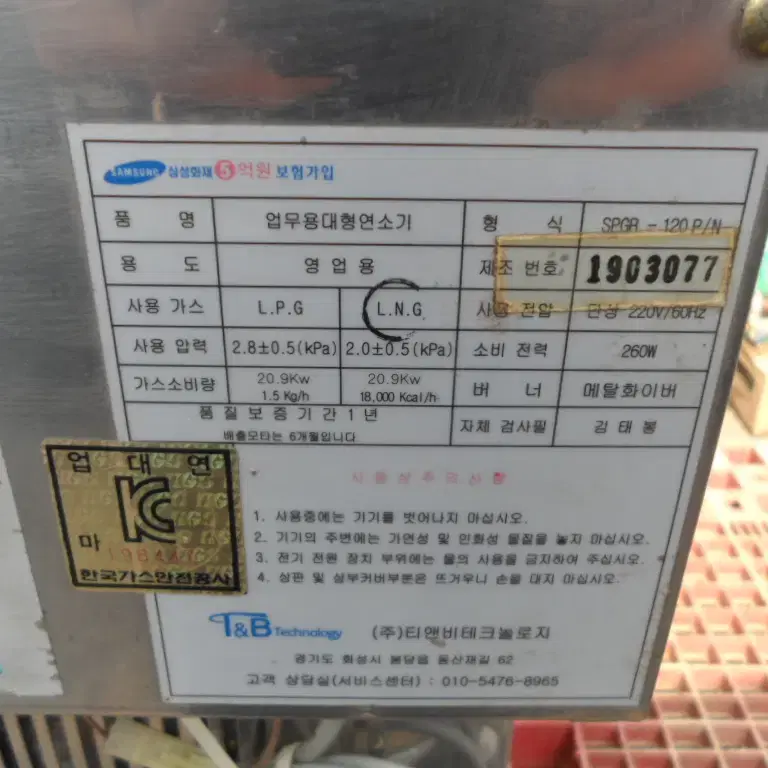 SAMSUNG 삼성화재 5억원 보험가입
품 명 업무용대형연소기 형 식 SPGR - 120 P/N
용 도 영 업 용 제조 번호 1903077
사용 가스 L.P.G L.N.G 사용 전압 단상 220V/60Hz
사용 압력 2.8±0.5(kPa) 2.0±0.5(kPa) 소비 전력 260W
가스소비량 20.9Kw 20.9Kw 버 너 메탈화이버
1.5 Kg/h 18,000 Kcal/h
품 질 보 증 기 간 1 년 자체 검사필 김 태 봉
배출모타는 6개월입니다
사 용 상 주 의 사 항
업 대 연
마
한국가스안전공사
1. 사용중에는 기기를 벗어나지 마십시오.
2. 기기의 주변에는 가연성 및 인화성 물질을 놓지 마십시오.
3. 전기 전원 장치 부위에는 물의 사용을 금지하여 주십시오.
4. 상판 및 상부커버부분은 뜨거우니 손을 대지 마십시오.
T&B Technology (주)티앤비테크놀로지
경기도 화성시 봉담읍 동산재길 62
고객 상담실(서비스센터) : 010-5476-8965